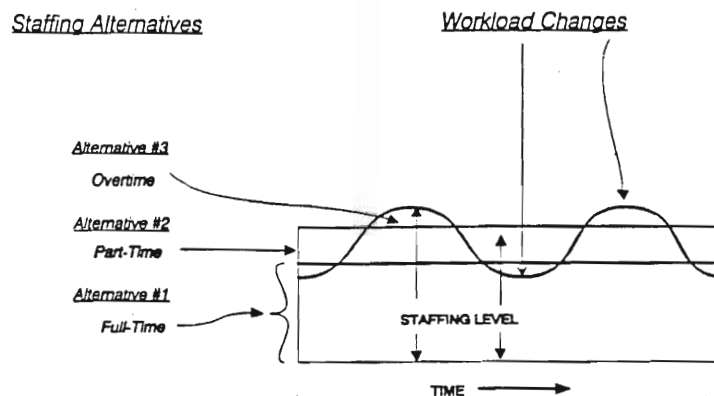 Staffing Alternatives
Workload Changes
Alternative #3
Overtime
Alternative #2
Part-Time
Alternative #1
Full-Time
STAFFING LEVEL
TIME